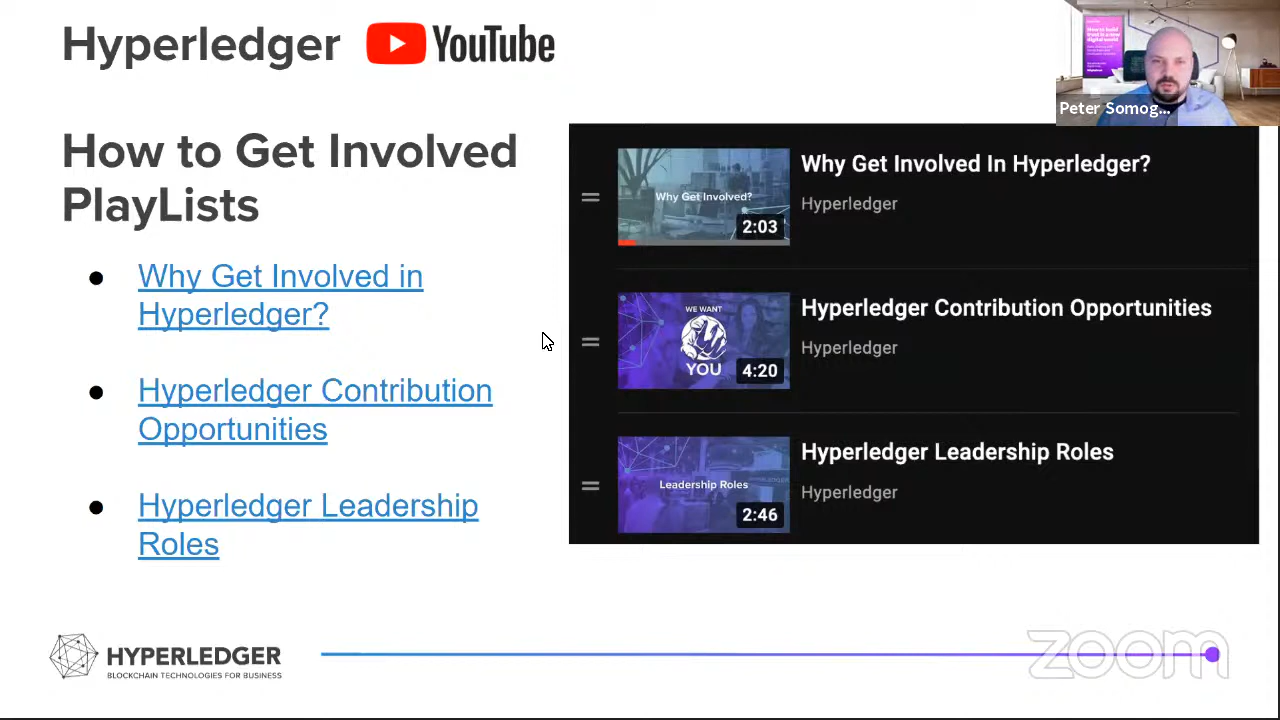 Hyperledger YouTube
Peter Somog...
How to Get Involved
PlayLists
Why Get Involved in
Hyperledger?
Hyperledger Contribution
Opportunities
Hyperledger Leadership
Roles
Why Get Involved?
2:03
Why Get Involved In Hyperledger?
Hyperledger
WE WANT
YOU
4:20
Hyperledger Contribution Opportunities
Hyperledger
Leadership Roles
2:46
Hyperledger Leadership Roles
Hyperledger
HYPERLEDGER
BLOCKCHAIN TECHNOLOGIES FOR BUSINESS
zoom